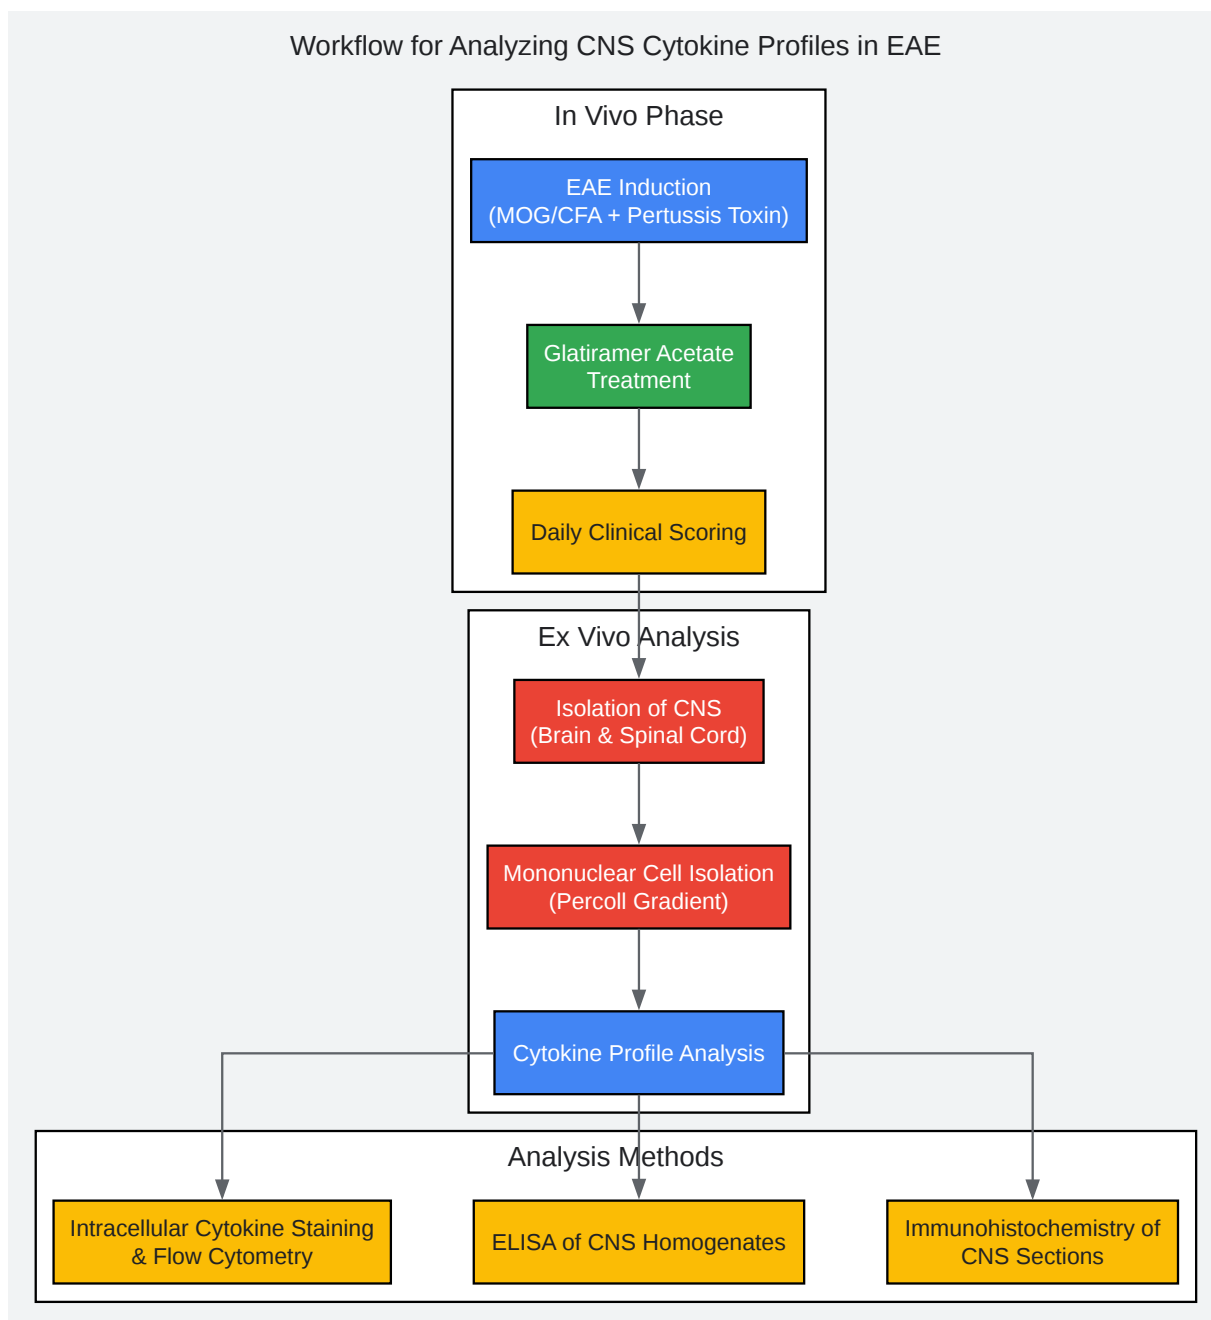 Workflow for Analyzing CNS Cytokine Profiles in EAE
In Vivo Phase
EAE Induction
(MOG/CFA + Pertussis Toxin)
Glatiramer Acetate
Treatment
Daily Clinical Scoring
Ex Vivo Analysis
Isolation of CNS
(Brain & Spinal Cord)
Mononuclear Cell Isolation
(Percoll Gradient)
Cytokine Profile Analysis
Analysis Methods
Intracellular Cytokine Staining
& Flow Cytometry
ELISA of CNS Homogenates
Immunohistochemistry of
CNS Sections